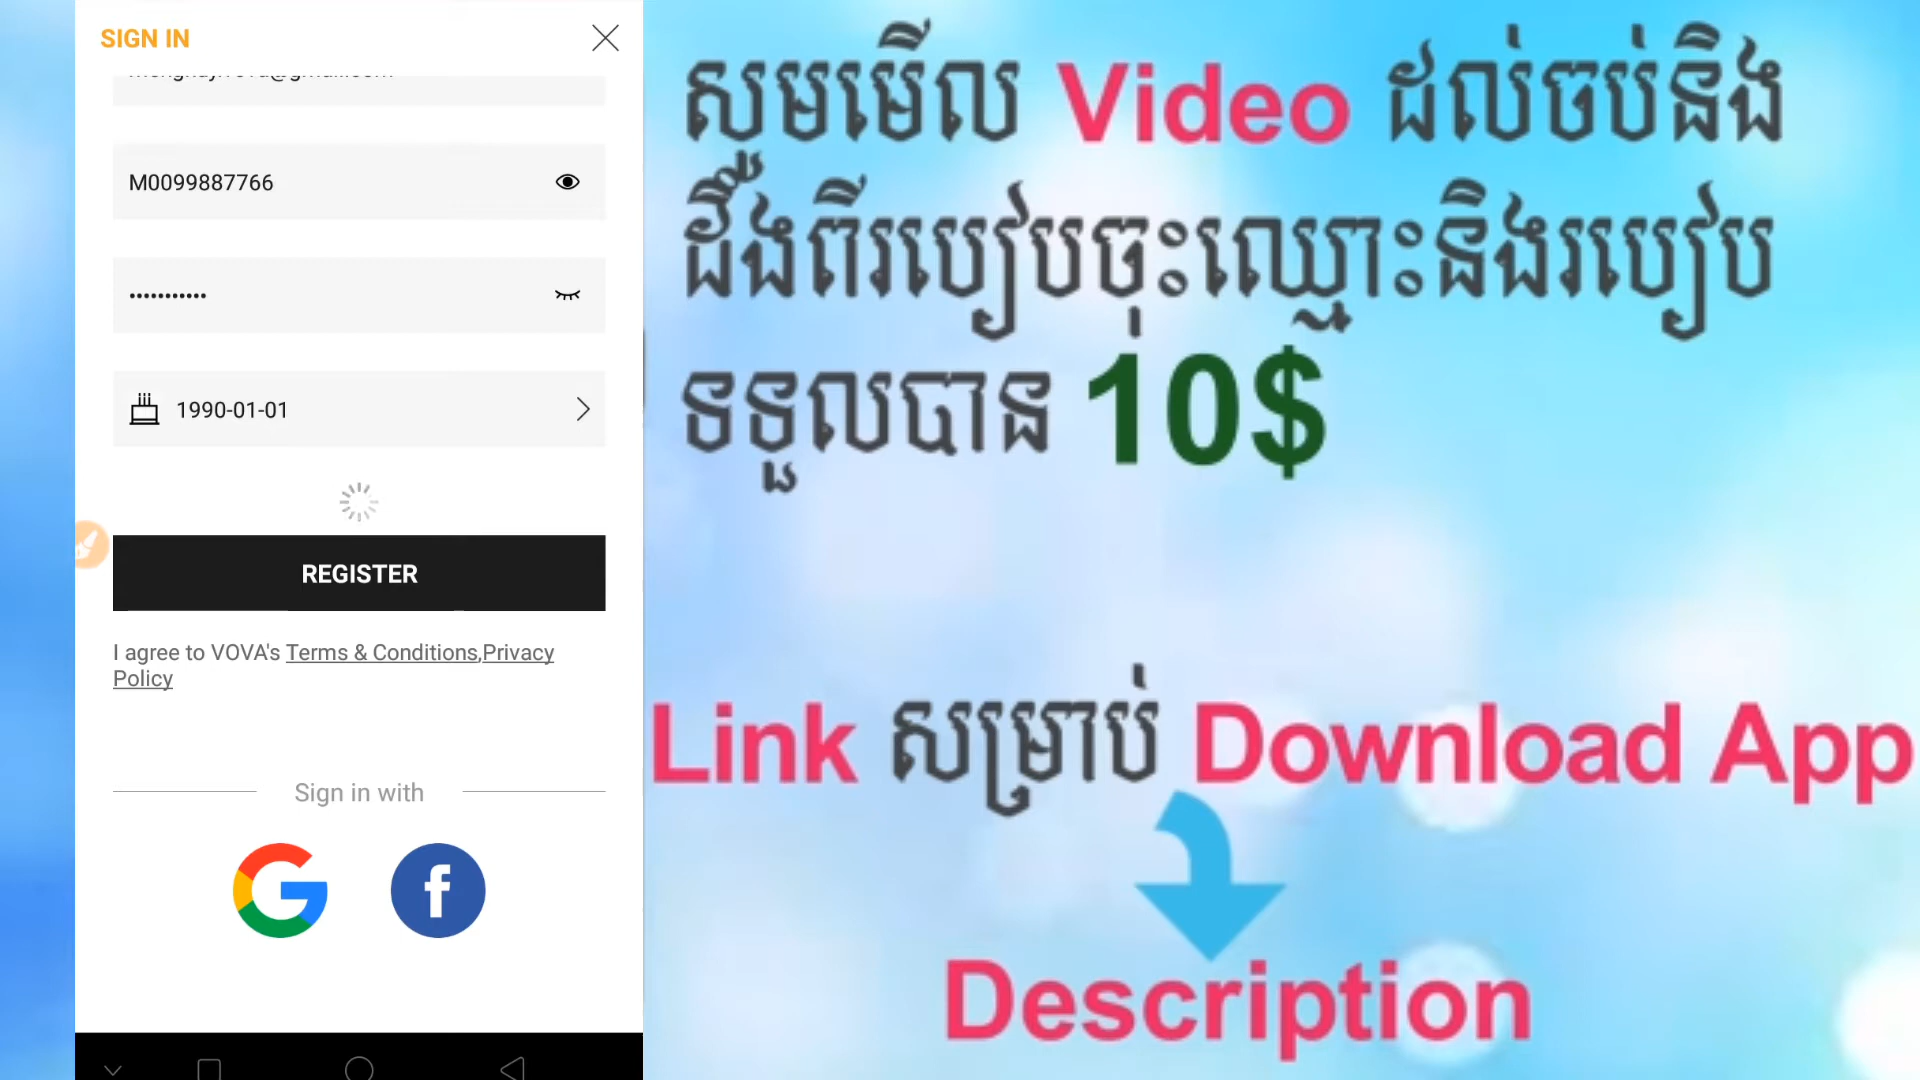 SIGN IN
M0099887766
•••••••••••
1990-01-01
REGISTER
I agree to VOVA's Terms & Conditions,Privacy
Policy
Sign in with
សូមមើល Video ដល់ចប់និង
ដឹងពីរបៀបចុះឈ្មោះនិងរបៀប
ទទួលបាន 10$
Link សម្រាប់ Download App
Description